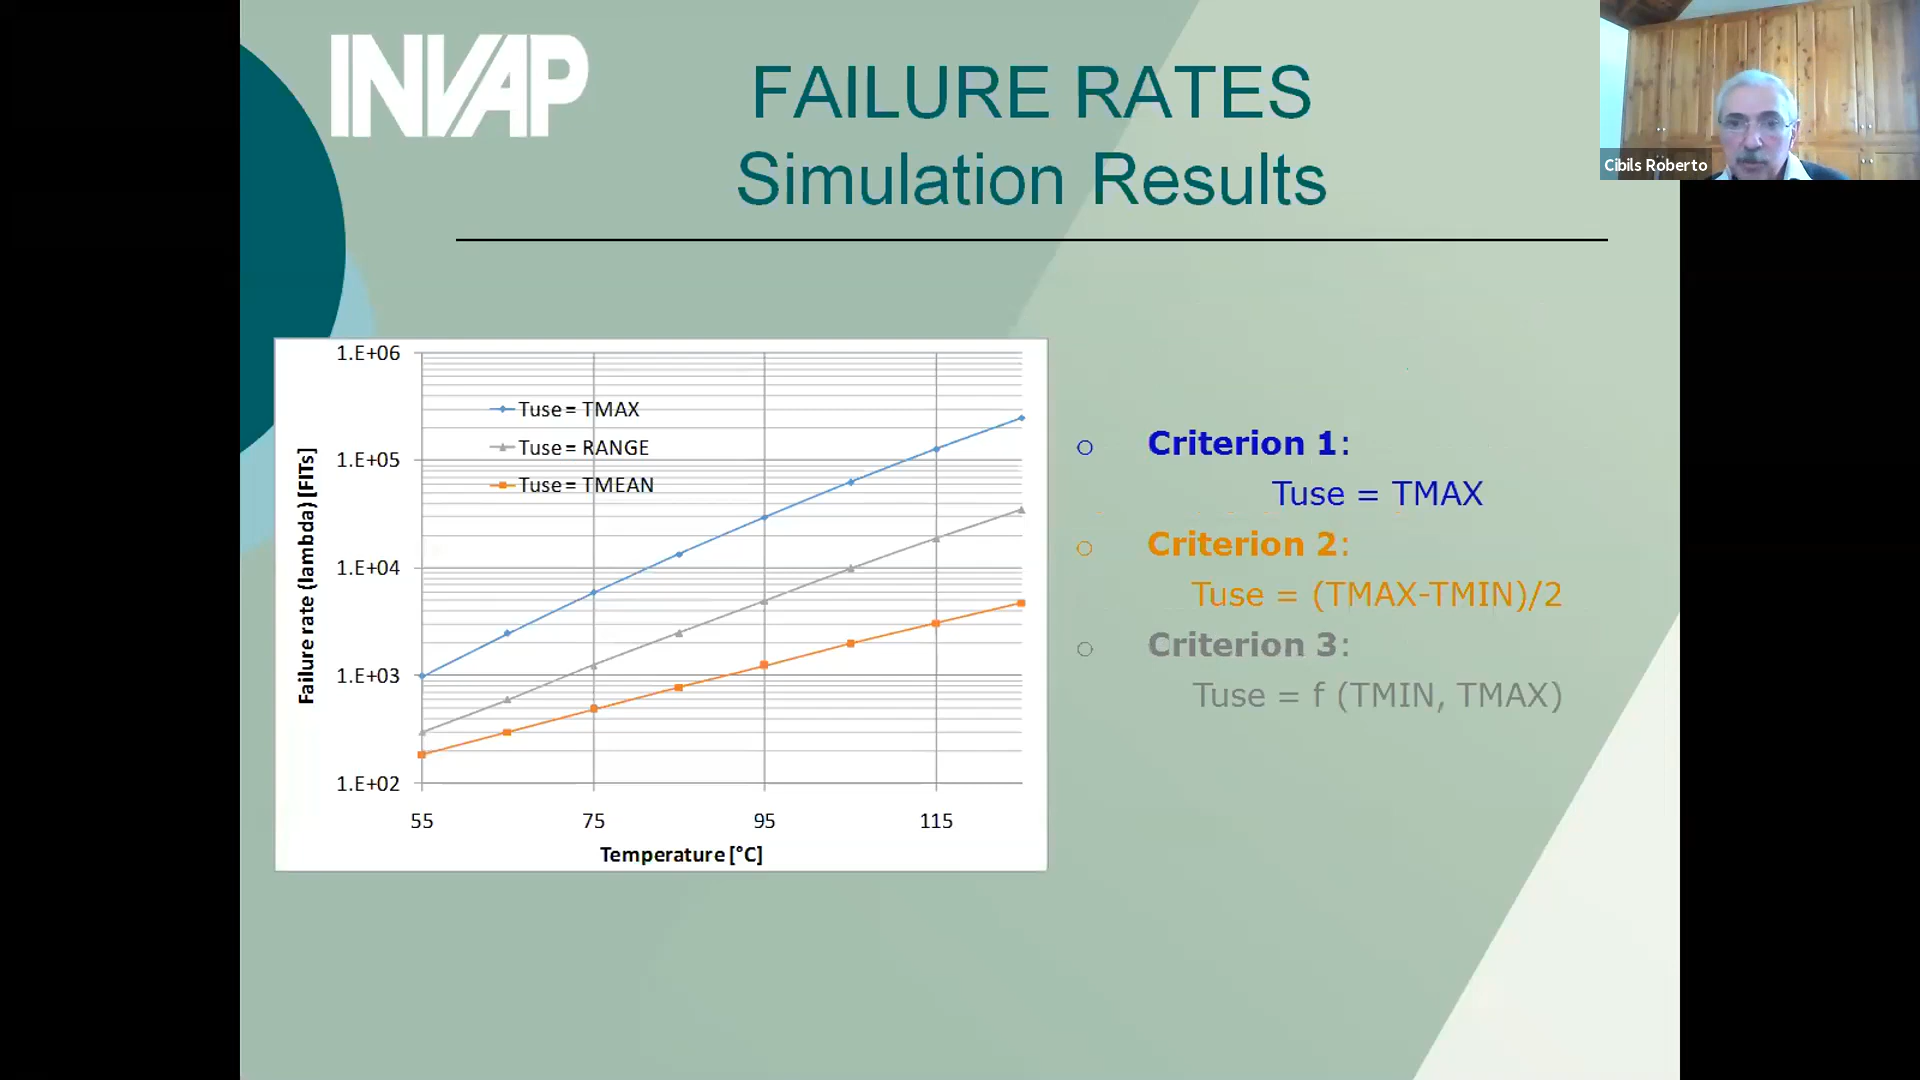 INVAP
FAILURE RATES
Simulation Results
Cibils Roberto
1.E+06
1.E+05
1.E+04
1.E+03
1.E+02
Failure rate (lambda) [FITs]
Tuse = TMAX
Tuse = RANGE
Tuse = TMEAN
55 75 95 115
Temperature [°C]
Criterion 1:
Tuse = TMAX
Criterion 2:
Tuse = (TMAX-TMIN)/2
Criterion 3:
Tuse = f (TMIN, TMAX)